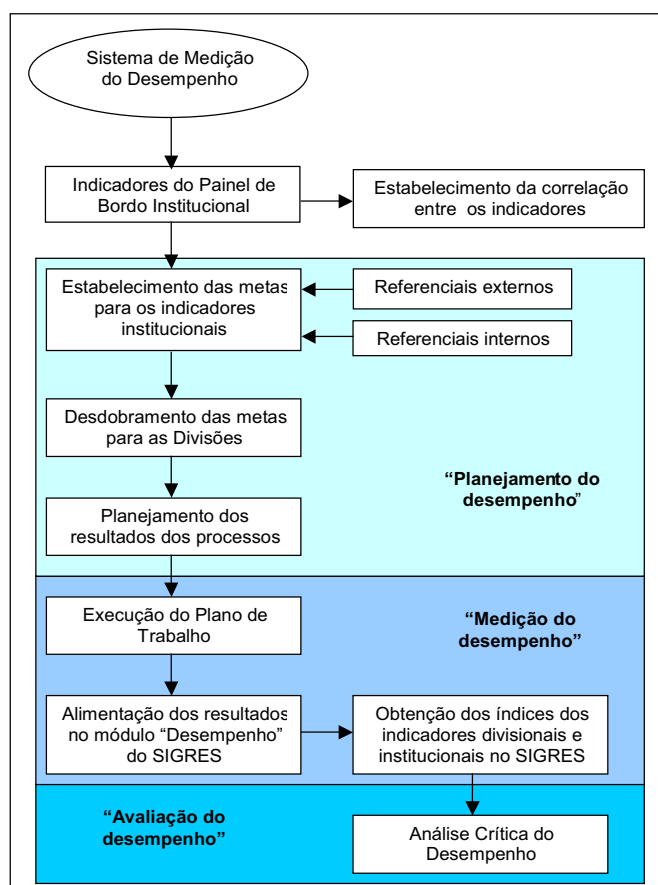 Sistema de Medição
do Desempenho
Indicadores do Painel de
Bordo Institucional
Estabelecimento da correlação
entre os indicadores
Estabelecimento das metas
para os indicadores
institucionais
Referenciais externos
Referenciais internos
Desdobramento das metas
para as Divisões
“Planejamento do
desempenho”
Planejamento dos
resultados dos processos
Execução do Plano de
Trabalho
“Medição do
desempenho”
Alimentação dos resultados
no módulo “Desempenho”
do SIGRES
Obtenção dos índices dos
indicadores divisionais e
institucionais no SIGRES
“Avaliação do
desempenho”
Análise Crítica do
Desempenho